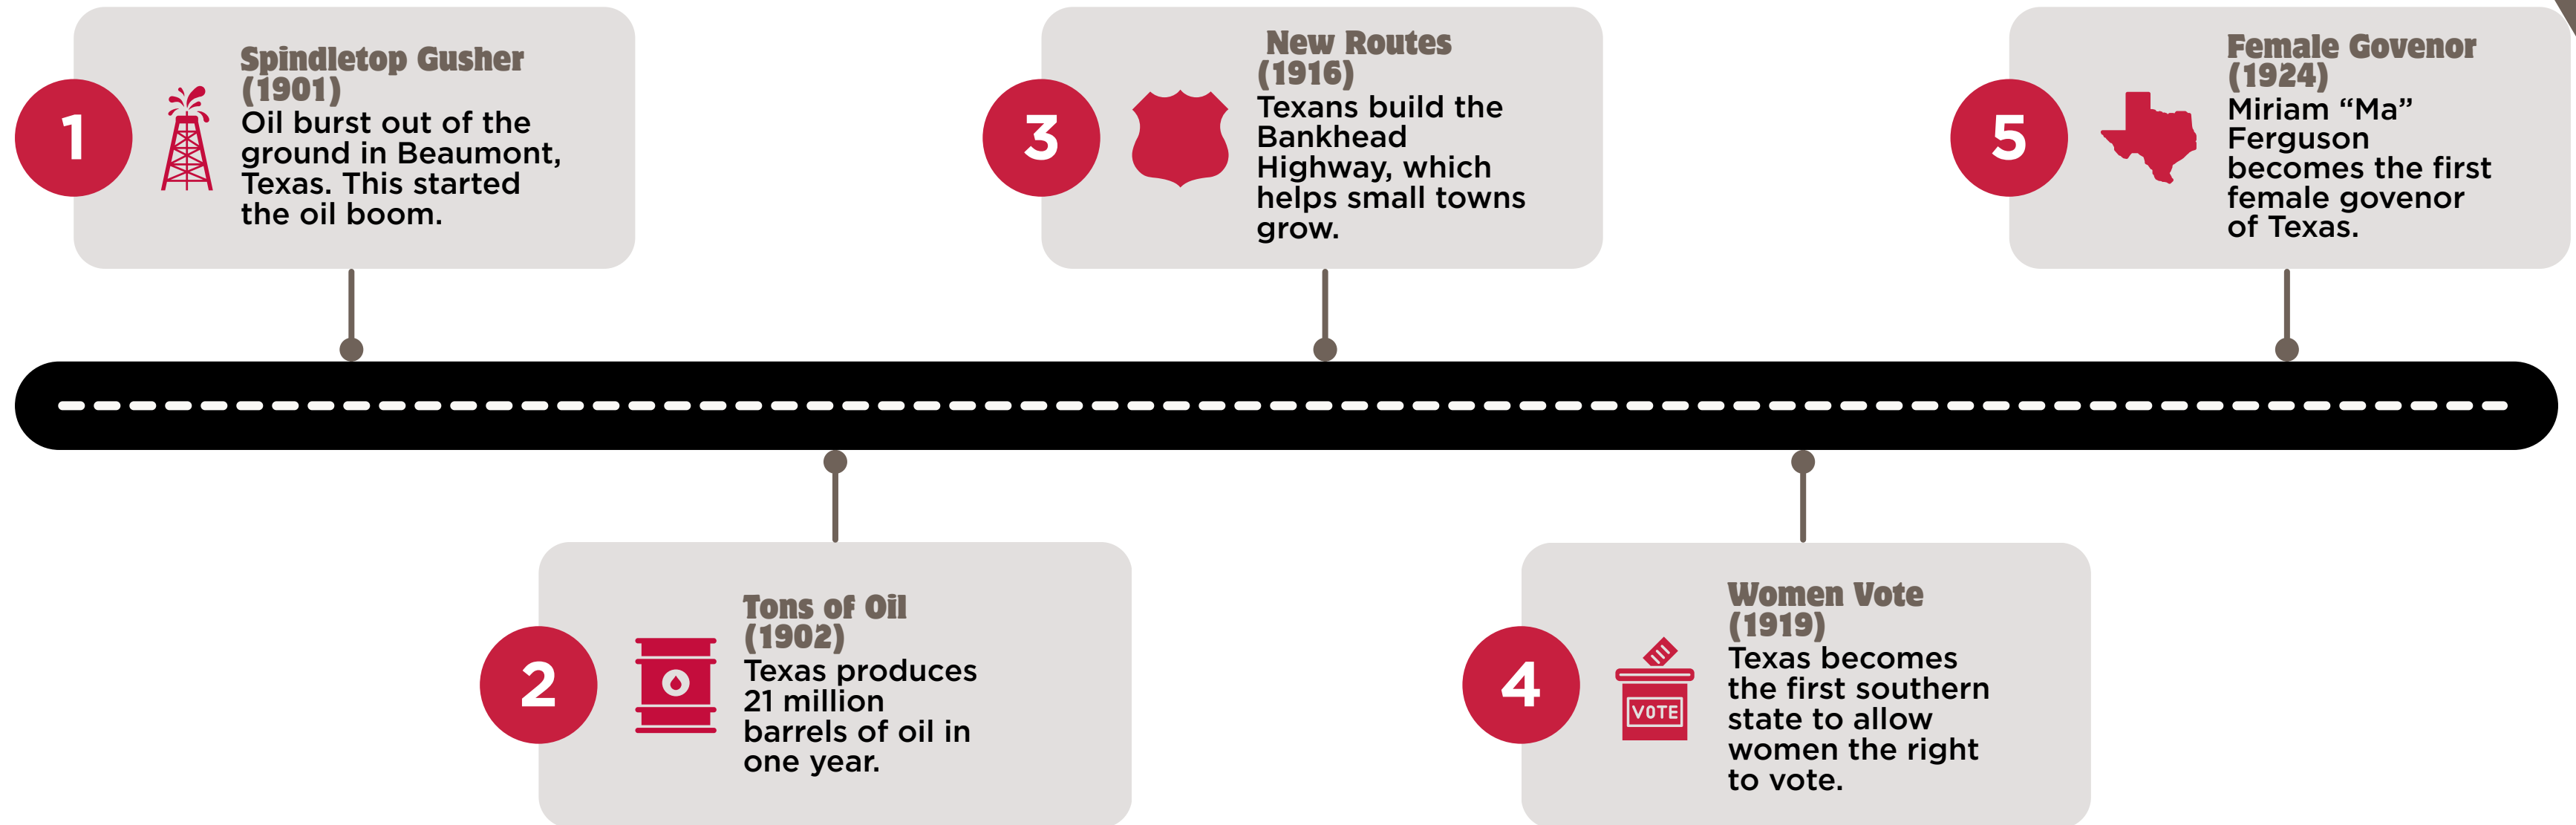 1
Spindletop Gusher
(1901)
Oil burst out of the
ground in Beaumont,
Texas. This started
the oil boom.
2
Tons of Oil
(1902)
Texas produces
21 million
barrels of oil in
one year.
3
New Routes
(1916)
Texans build the
Bankhead
Highway, which
helps small towns
grow.
4
VOTE
Women Vote
(1919)
Texas becomes
the first southern
state to allow
women the right
to vote.
5
Female Govenor
(1924)
Miriam “Ma”
Ferguson
becomes the first
female govenor
of Texas.